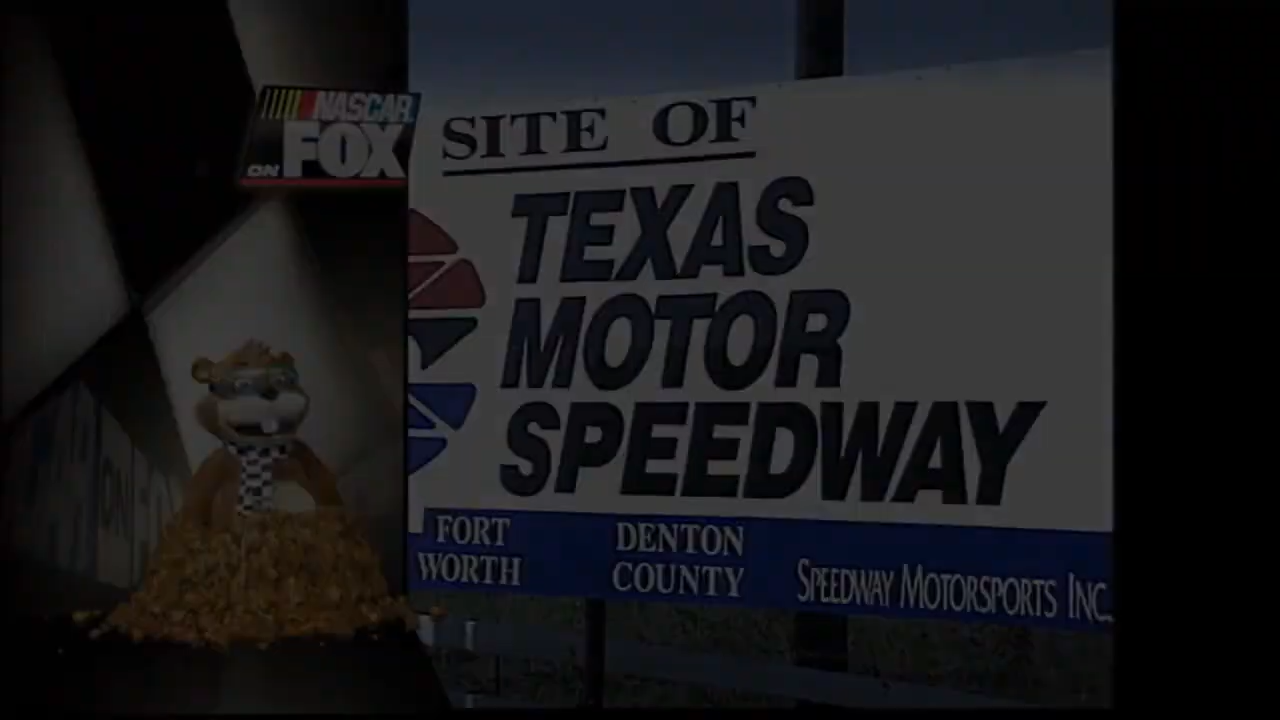 NASCAR
ON FOX
SITE OF
TEXAS
MOTOR
SPEEDWAY
FORT
WORTH
DENTON
COUNTY
SPEEDWAY MOTORSPORTS INC.